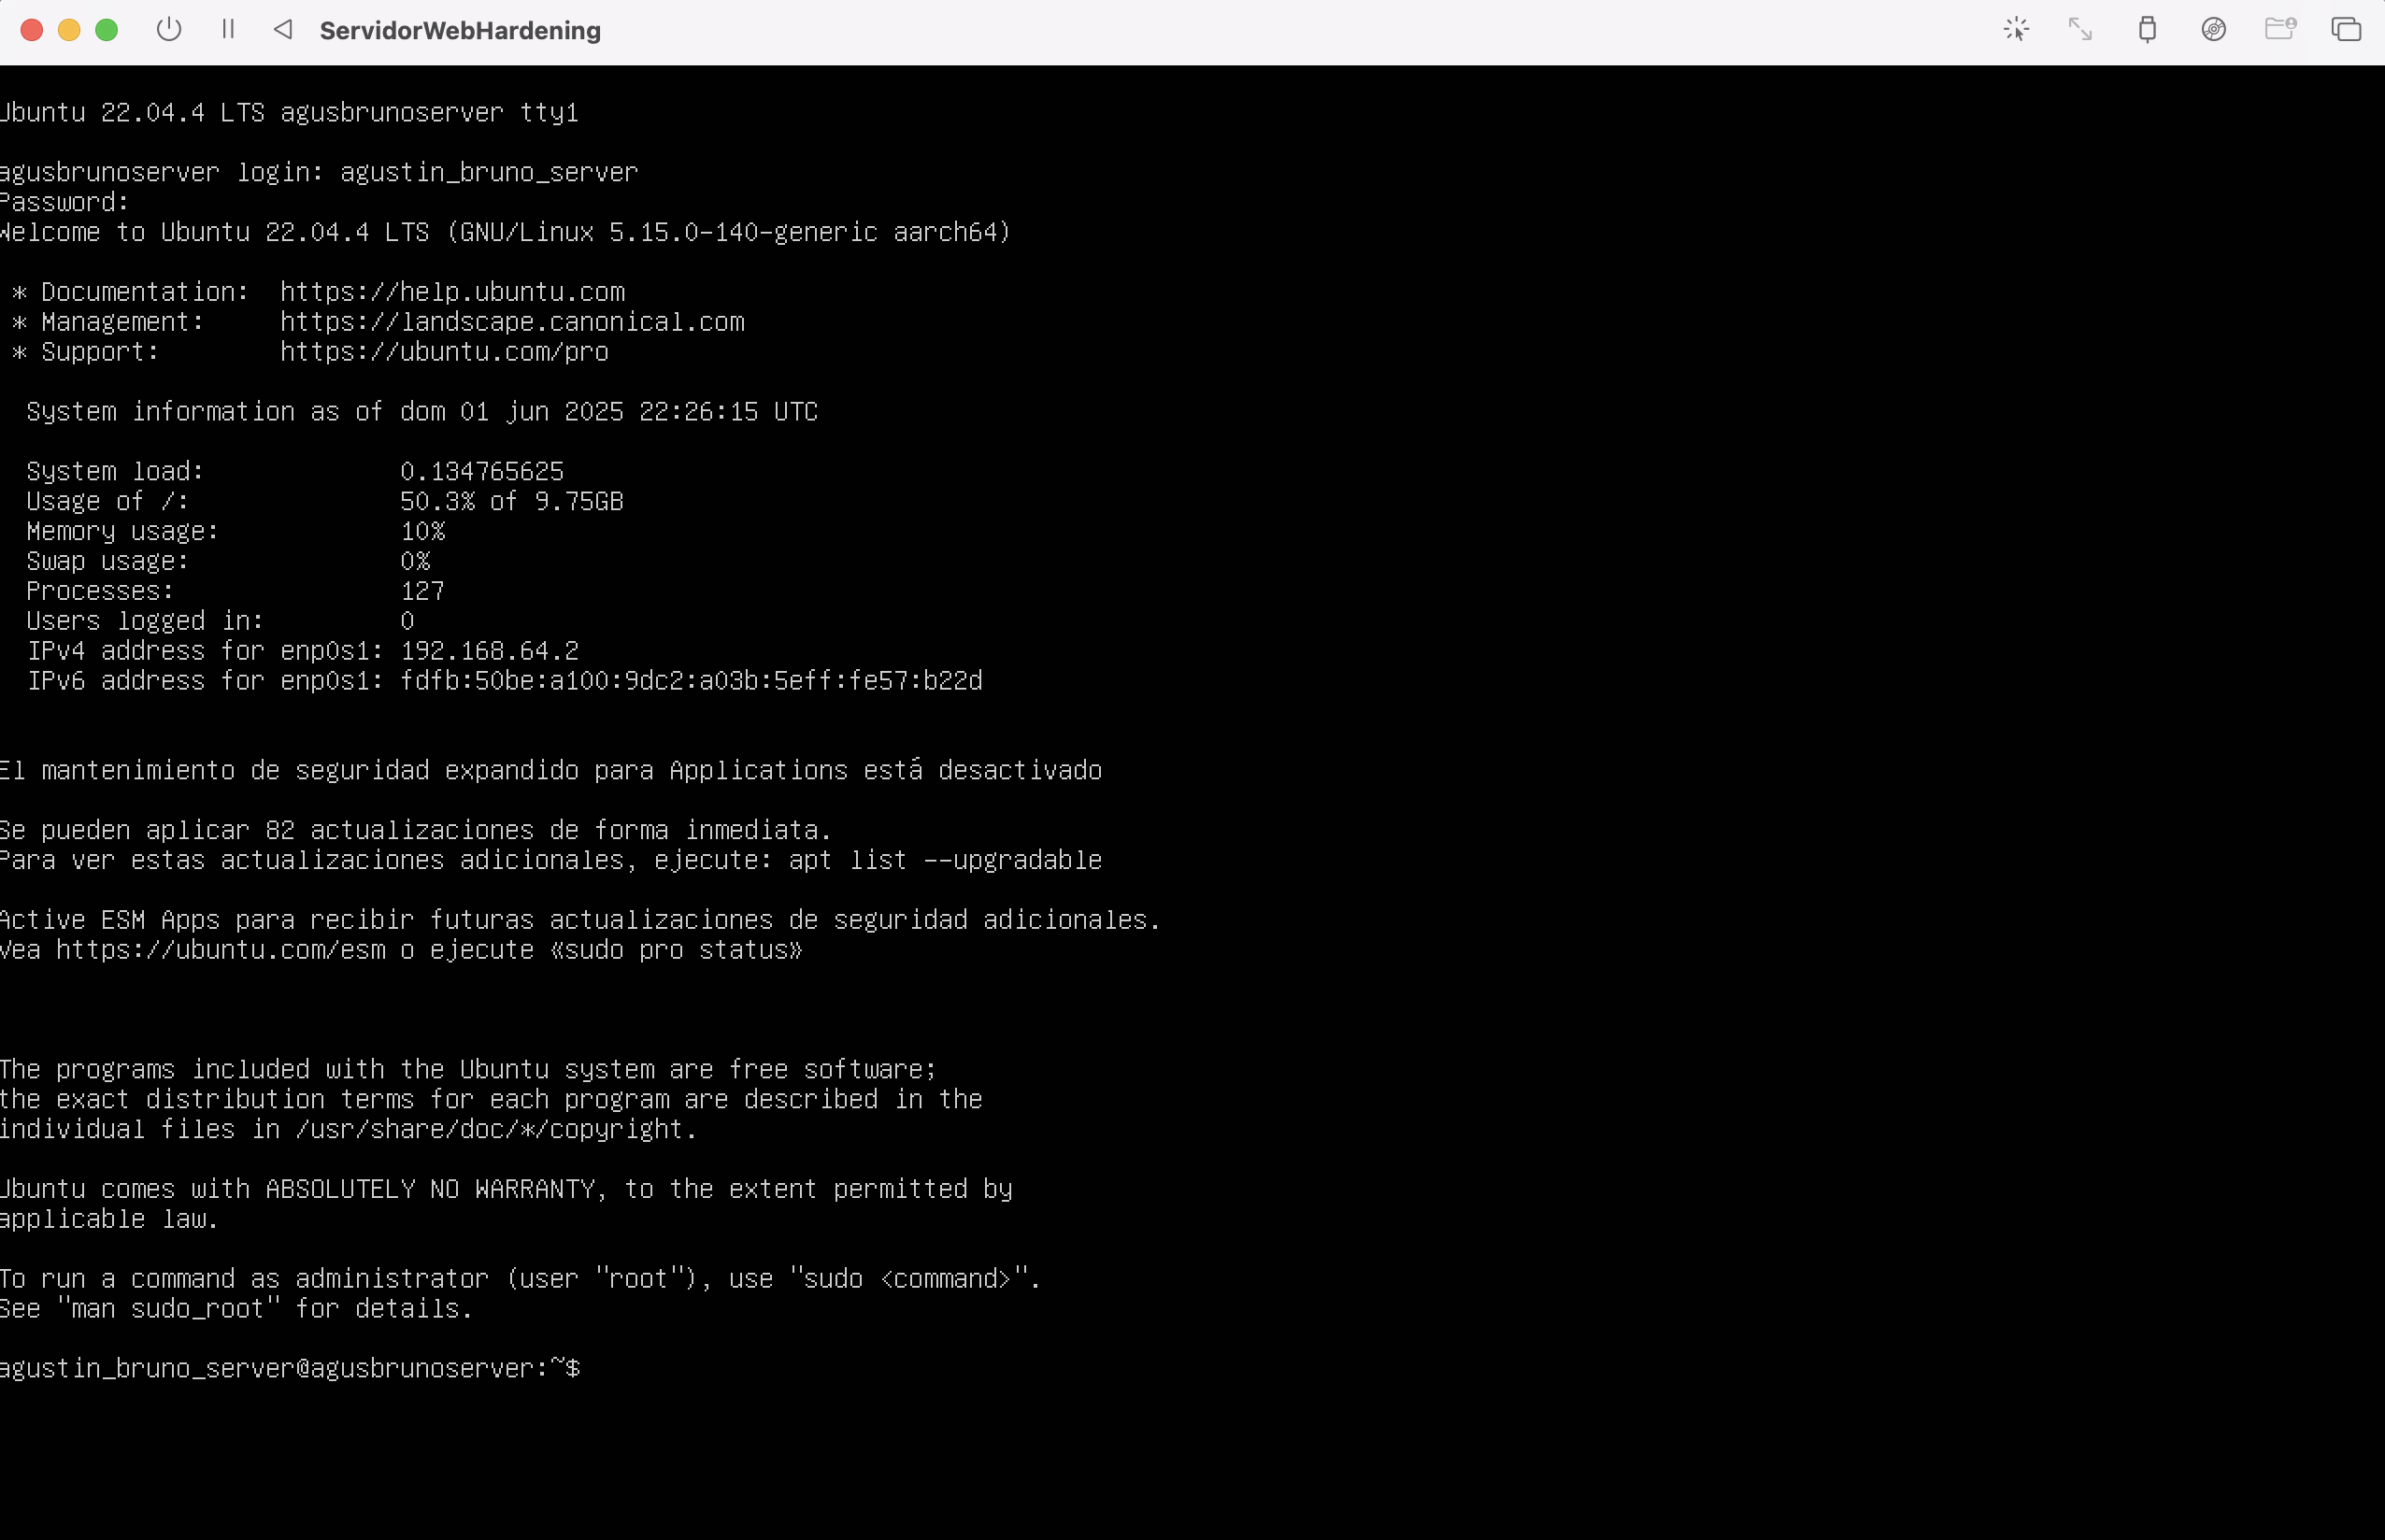 ServidorWebHardening
Ubuntu 22.04.4 LTS agusbrunoserver tty1
agusbrunoserver login: agustin_bruno_server
Password:
Welcome to Ubuntu 22.04.4 LTS (GNU/Linux 5.15.0-140-generic aarch64)
* Documentation:  https://help.ubuntu.com
* Management:     https://landscape.canonical.com
* Support:        https://ubuntu.com/pro
System information as of dom 01 jun 2025 22:26:15 UTC
System load:             0.134765625
Usage of /:              50.3% of 9.75GB
Memory usage:            10%
Swap usage:              0%
Processes:               127
Users logged in:         0
IPv4 address for enp0s1: 192.168.64.2
IPv6 address for enp0s1: fdfb:50be:a100:9dc2:a03b:5eff:fe57:b22d
El mantenimiento de seguridad expandido para Applications está desactivado
Se pueden aplicar 82 actualizaciones de forma inmediata.
Para ver estas actualizaciones adicionales, ejecute: apt list --upgradable
Active ESM Apps para recibir futuras actualizaciones de seguridad adicionales.
Vea https://ubuntu.com/esm o ejecute «sudo pro status»
The programs included with the Ubuntu system are free software;
the exact distribution terms for each program are described in the
individual files in /usr/share/doc/*/copyright.
Ubuntu comes with ABSOLUTELY NO WARRANTY, to the extent permitted by
applicable law.
To run a command as administrator (user "root"), use "sudo <command>".
See "man sudo_root" for details.
agustin_bruno_server@agusbrunoserver:~$